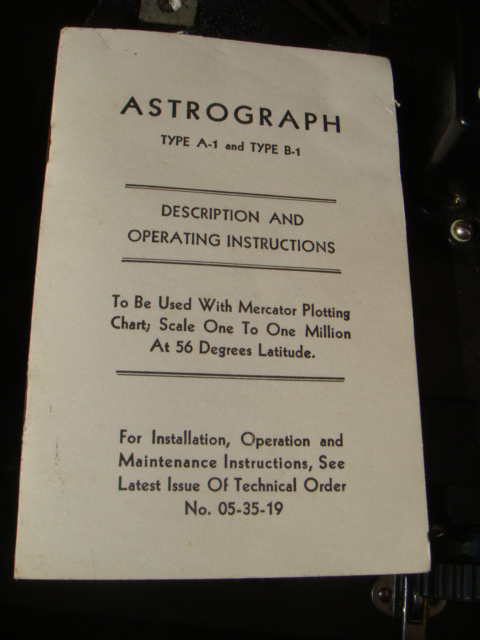 ASTROGRAPH
TYPE A-1 and TYPE B-1
DESCRIPTION AND
OPERATING INSTRUCTIONS
To Be Used With Mercator Plotting
Chart; Scale One To One Million
At 56 Degrees Latitude.
For Installation, Operation and
Maintenance Instructions, See
Latest Issue Of Technical Order
No. 05-35-19